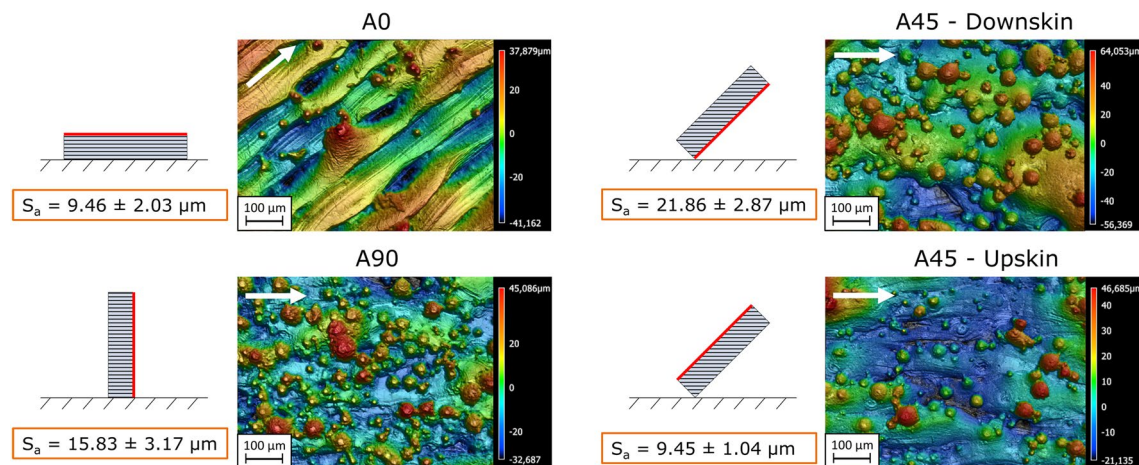 A0
37,879µm
20
0
-20
-41,162
100 µm
Sa = 9.46 ± 2.03 µm
A45 - Downskin
64,053µm
40
20
0
-20
-40
-56,369
100 µm
Sa = 21.86 ± 2.87 µm
A90
45,086µm
20
0
-20
-32,687
100 µm
Sa = 15.83 ± 3.17 µm
A45 - Upskin
46,685µm
40
30
20
10
0
-10
-21,135
100 µm
Sa = 9.45 ± 1.04 µm